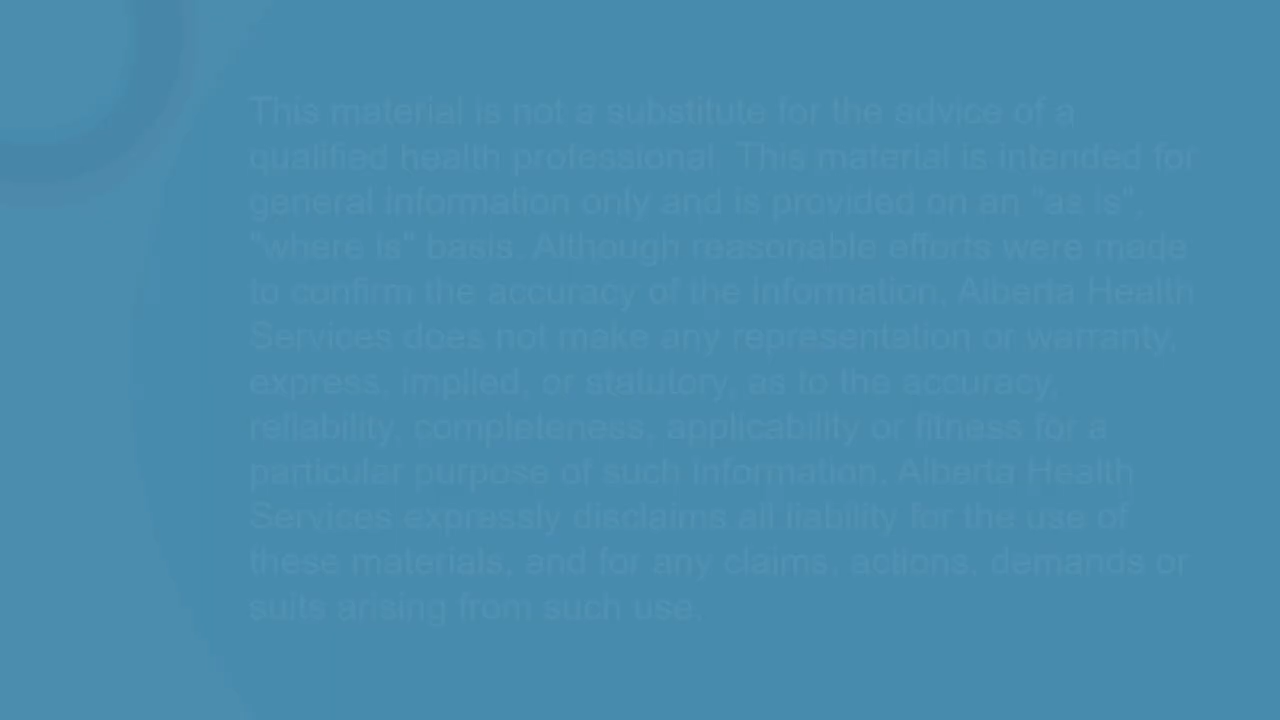 This material is not a substitute for the advice of a
qualified health professional. This material is intended for
general information only and is provided on an "as is",
"where is" basis. Although reasonable efforts were made
to confirm the accuracy of the information, Alberta Health
Services does not make any representation or warranty,
express, implied, or statutory, as to the accuracy,
reliability, completeness, applicability or fitness for a
particular purpose of such information. Alberta Health
Services expressly disclaims all liability for the use of
these materials, and for any claims, actions, demands or
suits arising from such use.